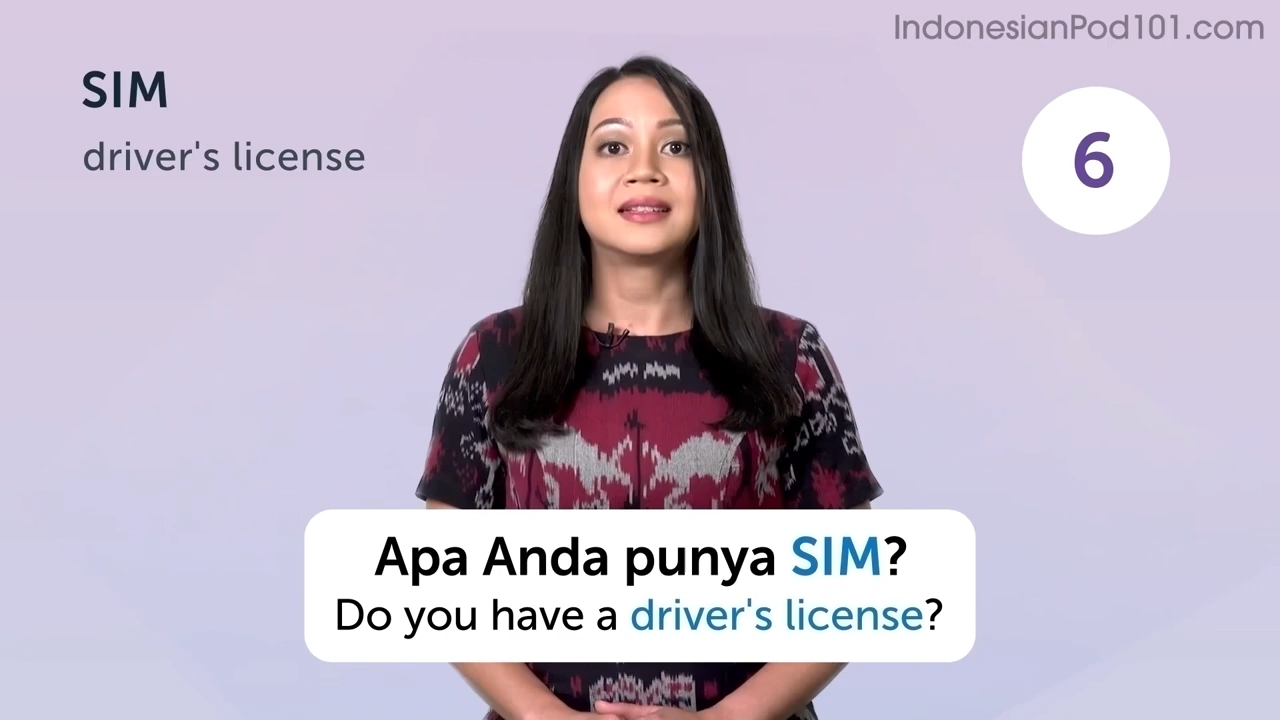 IndonesianPod101.com
SIM
driver's license
6
Apa Anda punya SIM?
Do you have a driver's license?